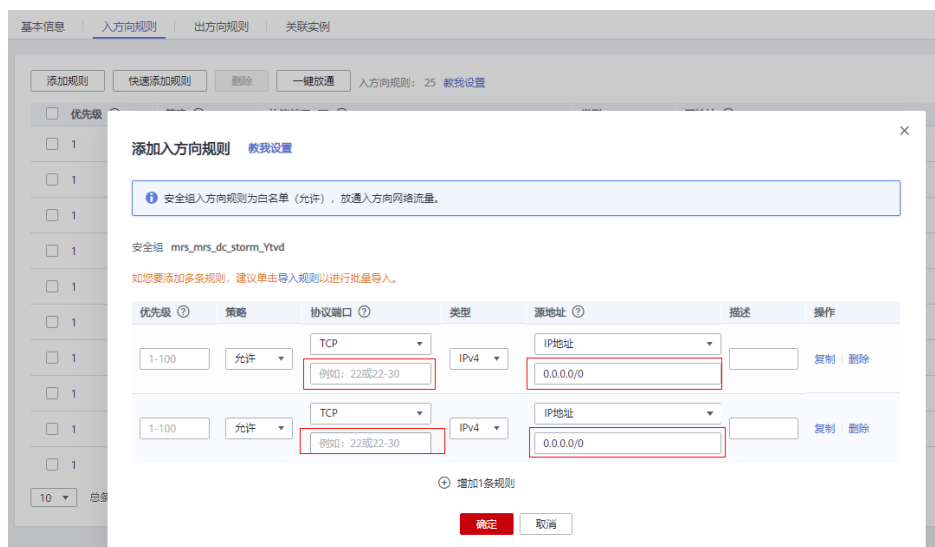 基本信息 入方向规则 出方向规则 关联实例
添加规则 快速添加规则 删除 一键放通 入方向规则： 25 教我设置
优先级
1
添加入方向规则 教我设置
1
安全组入方向规则为白名单（允许），放通入方向网络流量。
1
安全组 mrs_mrs_dc_storm_Ytvd
1
如您要添加多条规则，建议单击导入规则以进行批量导入。
1
优先级 策略 协议端口 类型 源地址 描述 操作
1
TCP IP地址
1 1-100 允许 IPv4 复制 删除
例如：22或22-30 0.0.0.0/0
1
TCP IP地址
1 1-100 允许 IPv4 复制 删除
例如：22或22-30 0.0.0.0/0
1
增加1条规则
10
确定 取消